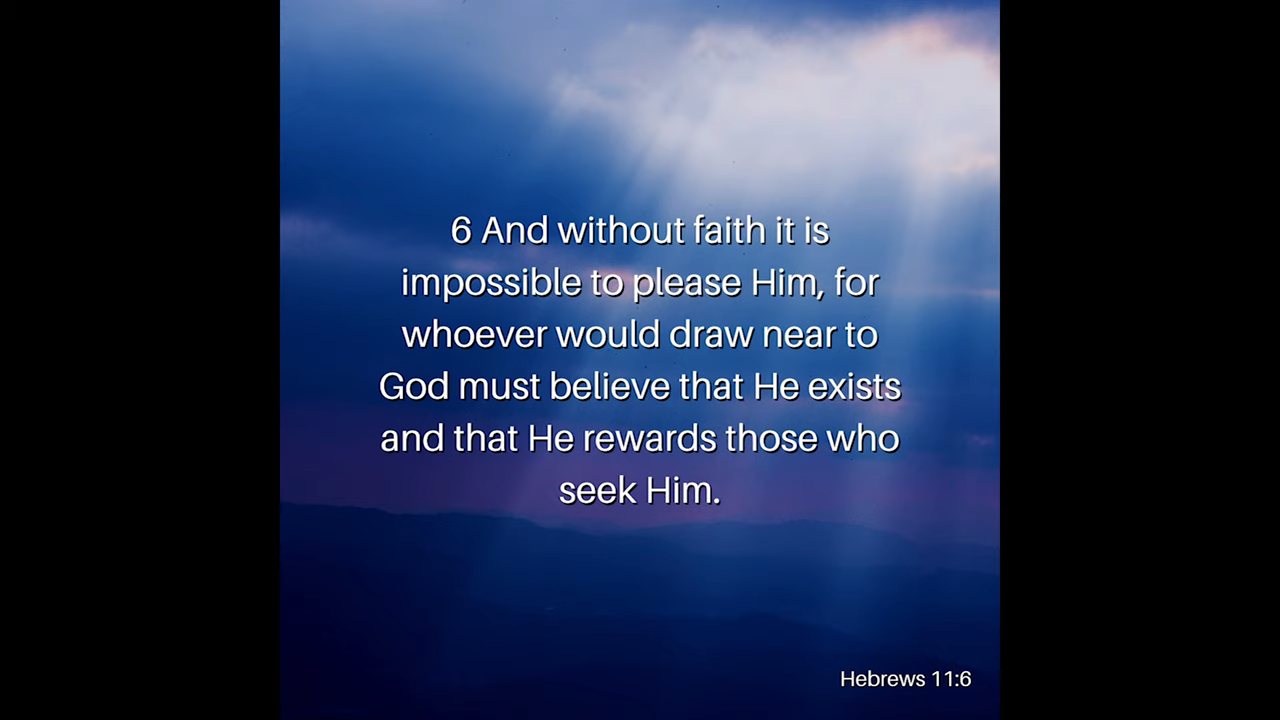 6 And without faith it is
impossible to please Him, for
whoever would draw near to
God must believe that He exists
and that He rewards those who
seek Him.
Hebrews 11:6